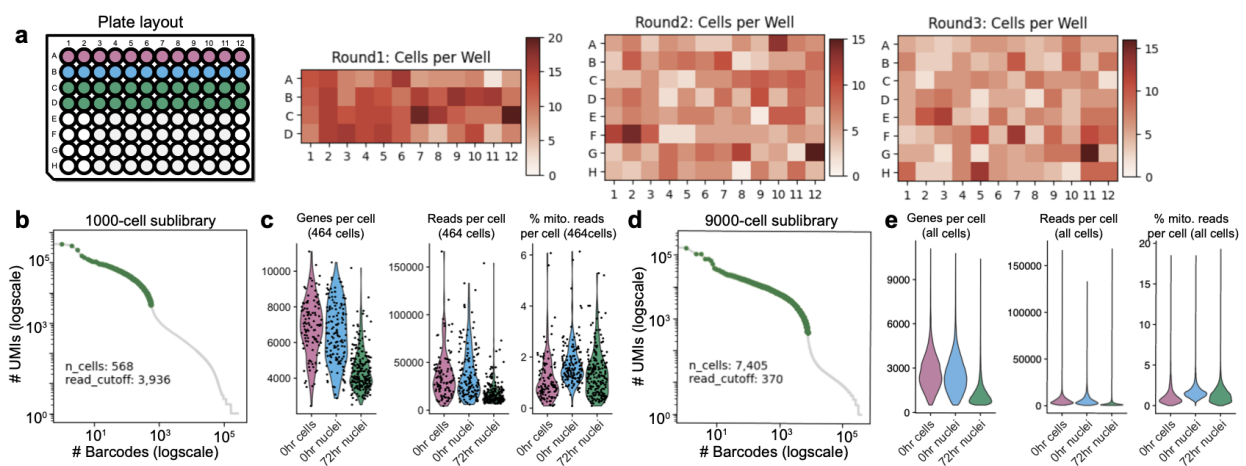 a
Plate layout
1 2 3 4 5 6 7 8 9 10 11 12
A
B
C
D
E
F
G
H
Round1: Cells per Well
A
B
C
D
1 2 3 4 5 6 7 8 9 10 11 12
20
15
10
5
0
Round2: Cells per Well
A
B
C
D
E
F
G
H
1 2 3 4 5 6 7 8 9 10 11 12
15
10
5
0
Round3: Cells per Well
A
B
C
D
E
F
G
H
1 2 3 4 5 6 7 8 9 10 11 12
15
10
5
0
b
1000-cell sublibrary
# UMIs (logscale)
10^5
10^3
10^1
10^0
n_cells: 568
read_cutoff: 3,936
10^1 10^3 10^5
# Barcodes (logscale)
c
Genes per cell
(464 cells)
10000
8000
6000
4000
0hr cells
0hr nuclei
72hr nuclei
Reads per cell
(464 cells)
150000
100000
50000
0
0hr cells
0hr nuclei
72hr nuclei
% mito. reads
per cell (464cells)
6
4
2
0
0hr cells
0hr nuclei
72hr nuclei
d
9000-cell sublibrary
# UMIs (logscale)
10^5
10^3
10^1
10^0
n_cells: 7,405
read_cutoff: 370
10^1 10^3 10^5
# Barcodes (logscale)
e
Genes per cell
(all cells)
9000
6000
3000
0
0hr cells
0hr nuclei
72hr nuclei
Reads per cell
(all cells)
150000
100000
50000
0
0hr cells
0hr nuclei
72hr nuclei
% mito. reads
per cell (all cells)
20
15
10
5
0
0hr cells
0hr nuclei
72hr nuclei